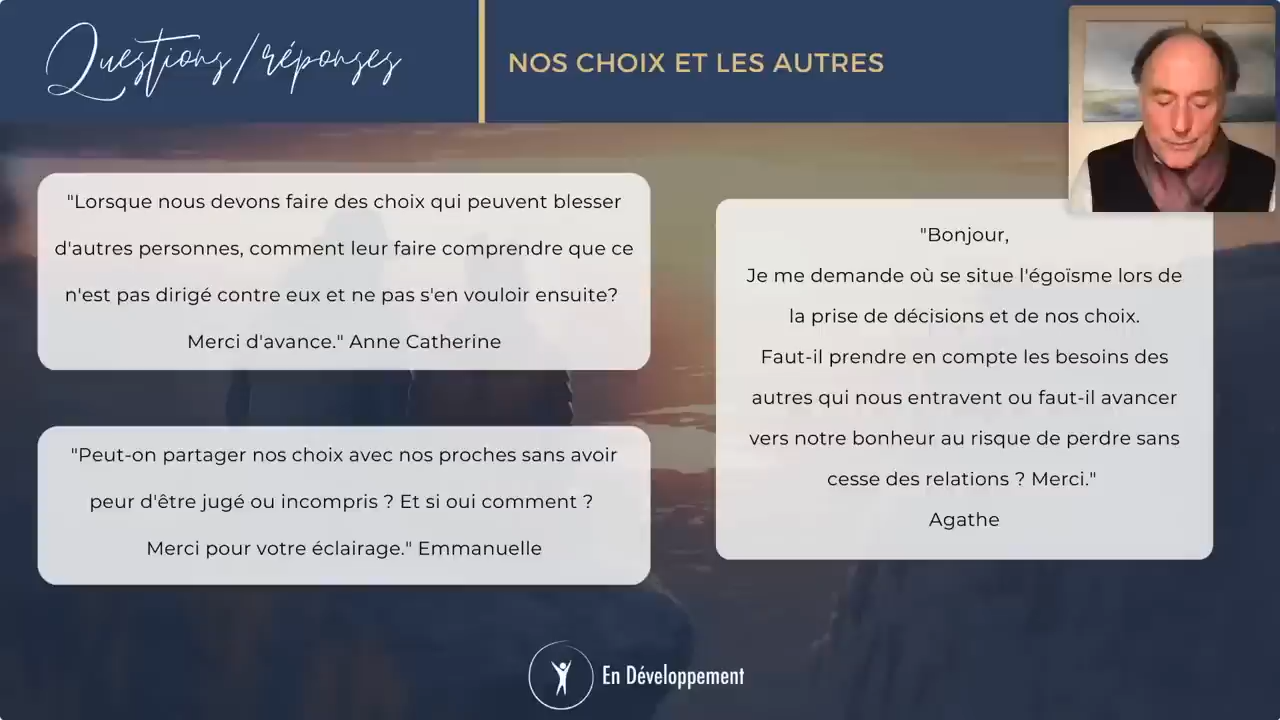 Questions/réponses
NOS CHOIX ET LES AUTRES
"Lorsque nous devons faire des choix qui peuvent blesser
d'autres personnes, comment leur faire comprendre que ce
n'est pas dirigé contre eux et ne pas s'en vouloir ensuite?
Merci d'avance." Anne Catherine
"Peut-on partager nos choix avec nos proches sans avoir
peur d'être jugé ou incompris ? Et si oui comment ?
Merci pour votre éclairage." Emmanuelle
"Bonjour,
Je me demande où se situe l'égoïsme lors de
la prise de décisions et de nos choix.
Faut-il prendre en compte les besoins des
autres qui nous entravent ou faut-il avancer
vers notre bonheur au risque de perdre sans
cesse des relations ? Merci."
Agathe
En Développement